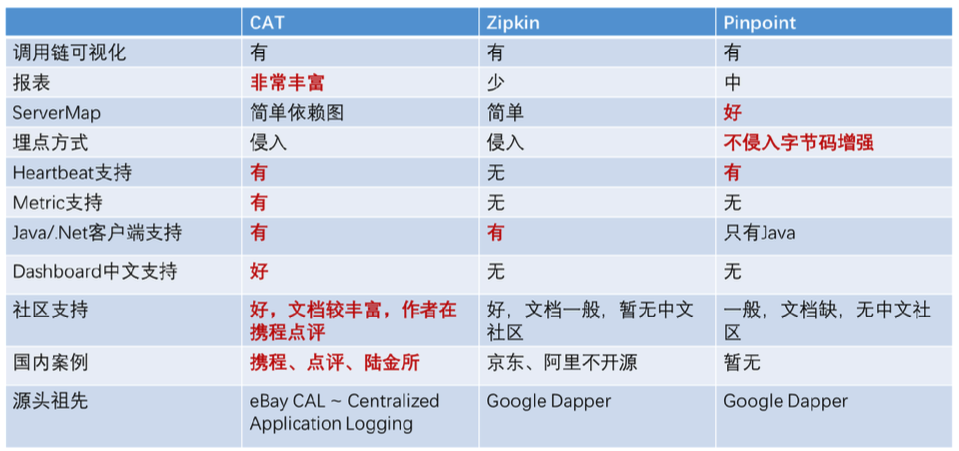 CAT Zipkin Pinpoint
调用链可视化 有 有 有
报表 非常丰富 少 中
ServerMap 简单依赖图 简单 好
埋点方式 侵入 侵入 不侵入字节码增强
Heartbeat支持 有 无 有
Metric支持 有 无 无
Java/.Net客户端支持 有 有 只有Java
Dashboard中文支持 好 无 无
社区支持 好，文档较丰富，作者在 好，文档一般，暂无中文 一般，文档缺，无中文社
携程点评 社区 区
国内案例 携程、点评、陆金所 京东、阿里不开源 暂无
源头祖先 eBay CAL ~ Centralized Google Dapper Google Dapper
Application Logging